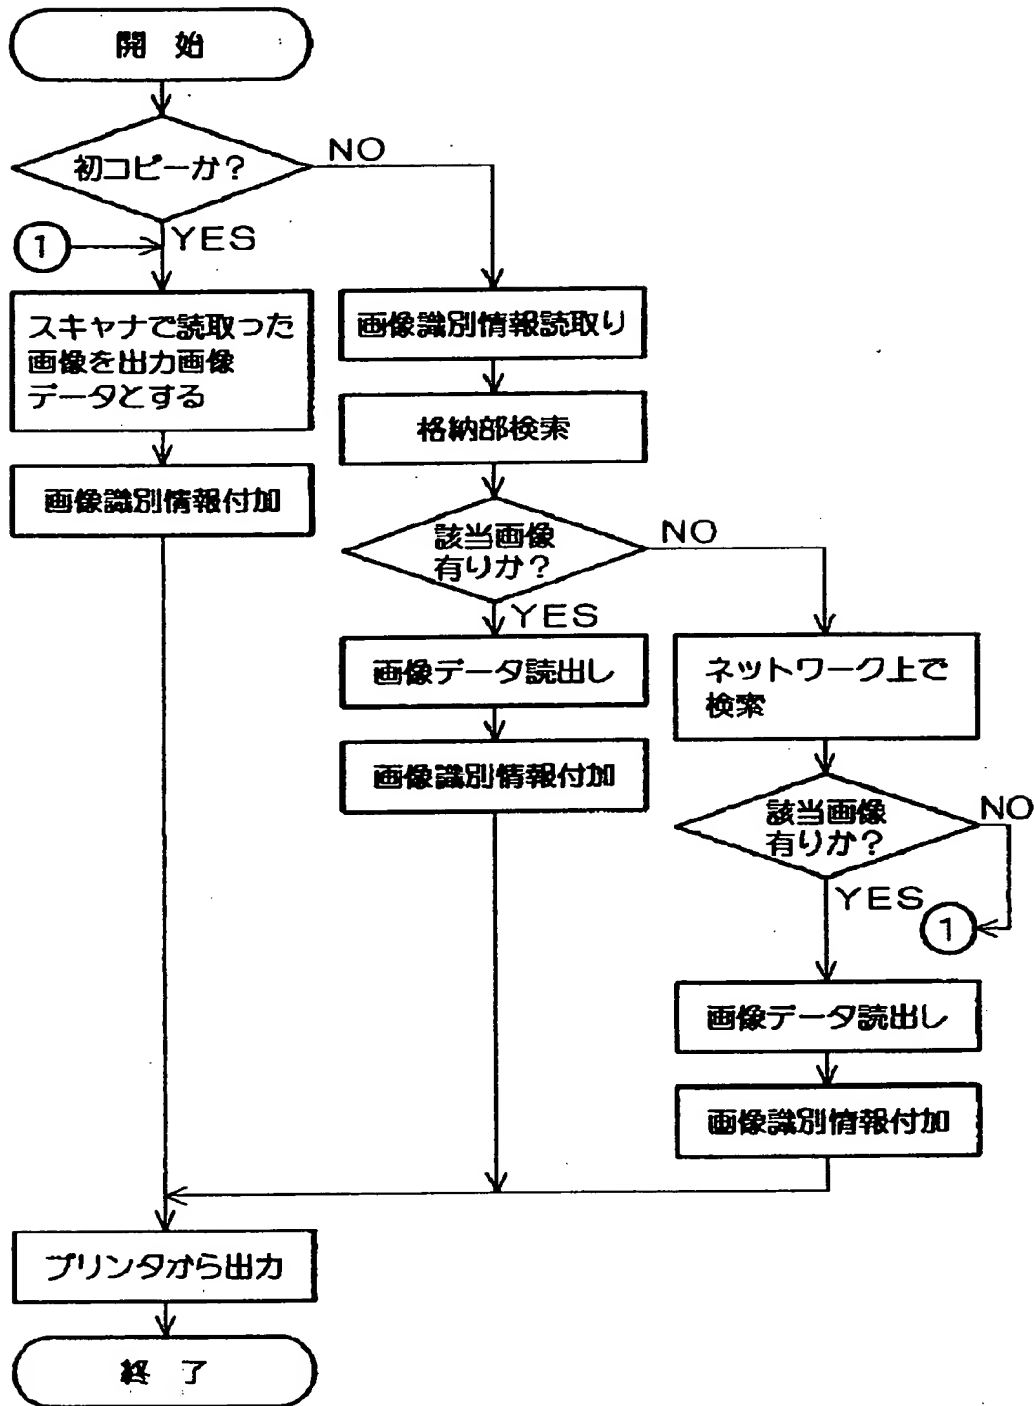 開 始
初コピーか?
NO
1
YES
スキャナで読取った
画像を出力画像
データとする
画像識別情報付加
画像識別情報読取り
格納部検索
該当画像
有りか?
NO
YES
画像データ読出し
画像識別情報付加
ネットワーク上で
検索
該当画像
有りか?
NO
YES
1
画像データ読出し
画像識別情報付加
プリンタから出力
終 了